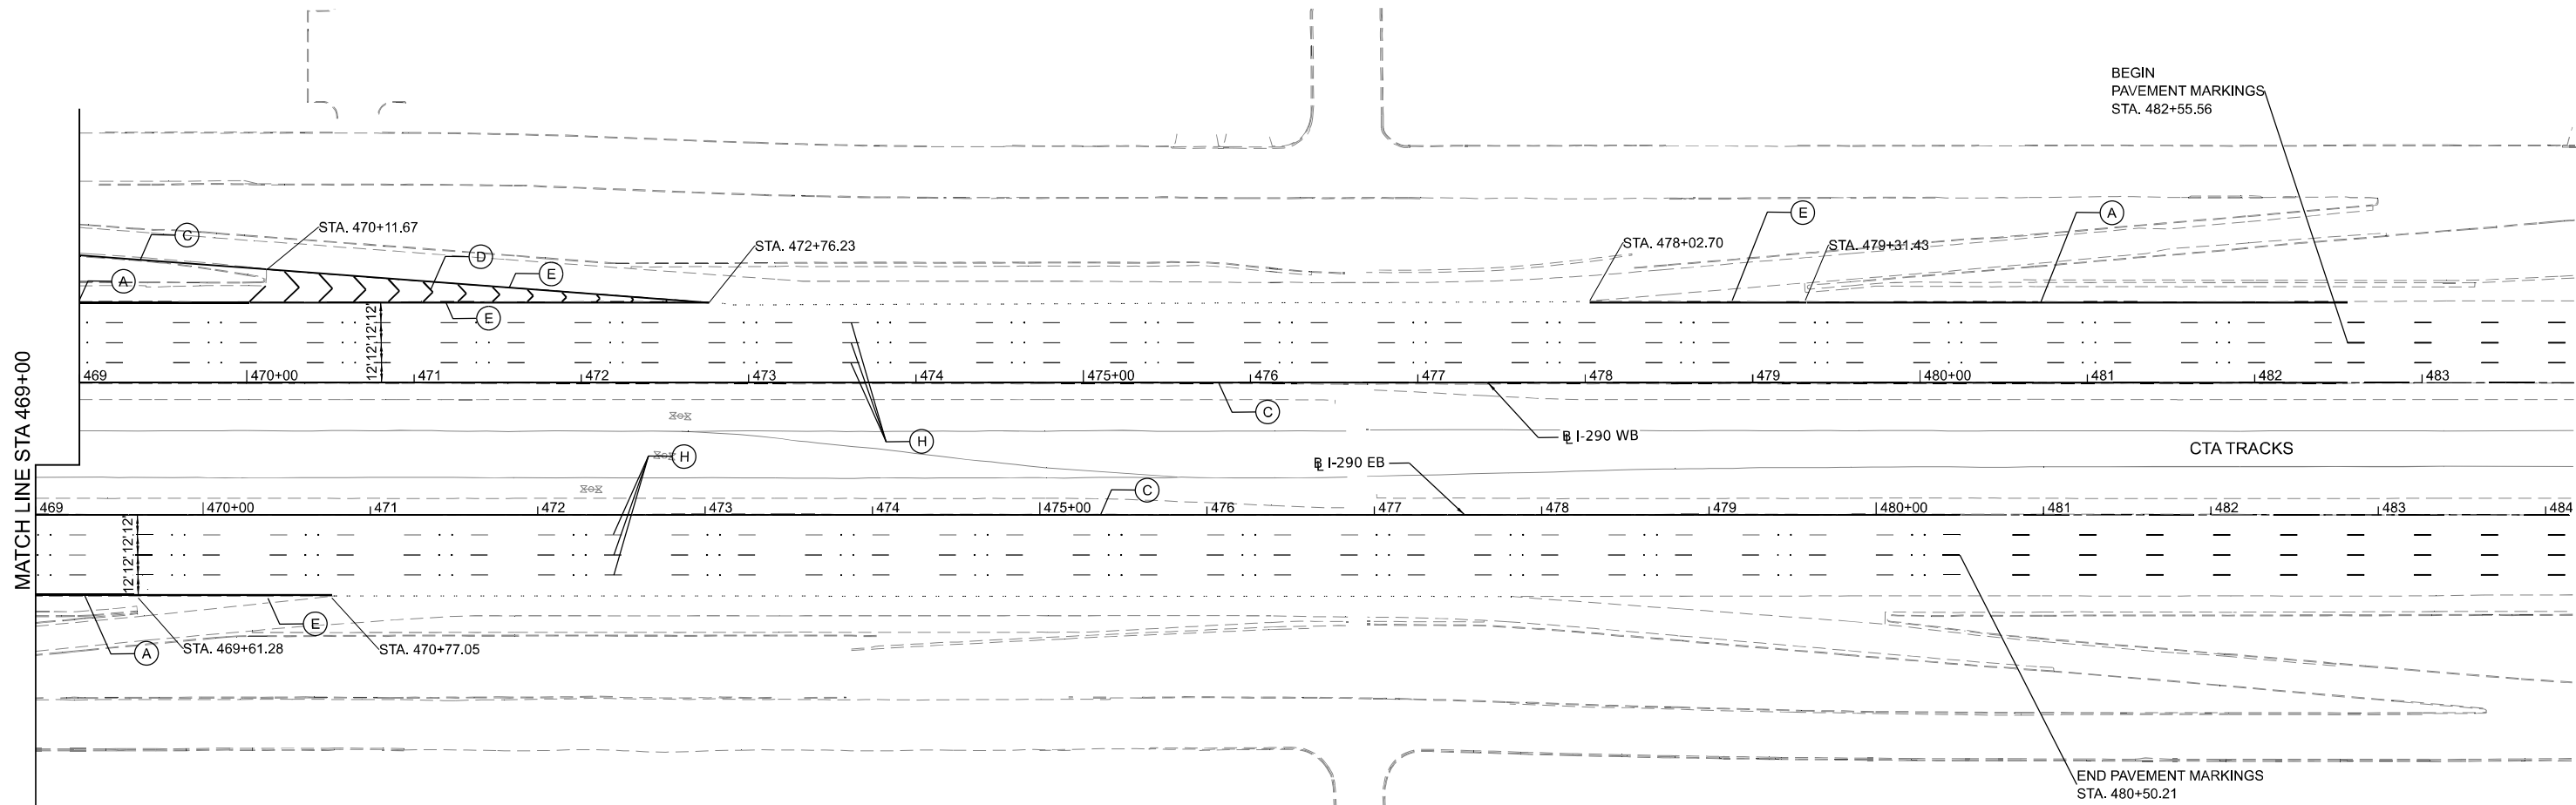 BEGIN
PAVEMENT MARKINGS
STA. 482+55.56
STA. 470+11.67
STA. 472+76.23
STA. 478+02.70
STA. 479+31.43
C
A
D
E
E
E
A
12' 12' 12' 12'
469 470+00 471 472 473 474 475+00 476 477 478 479 480+00 481 482 483
MATCH LINE STA 469+00
C
H
BL I-290 WB
CTA TRACKS
H
BL I-290 EB
C
469 470+00 471 472 473 474 475+00 476 477 478 479 480+00 481 482 483 484
12' 12' 12' 12'
A
E
STA. 469+61.28
STA. 470+77.05
END PAVEMENT MARKINGS
STA. 480+50.21